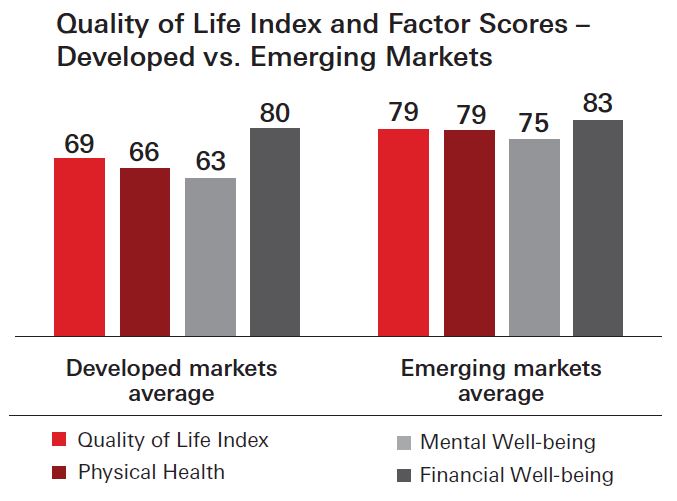 Quality of Life Index and Factor Scores –
Developed vs. Emerging Markets
69
66
63
80
79
79
75
83
Developed markets
average
Emerging markets
average
Quality of Life Index
Physical Health
Mental Well-being
Financial Well-being